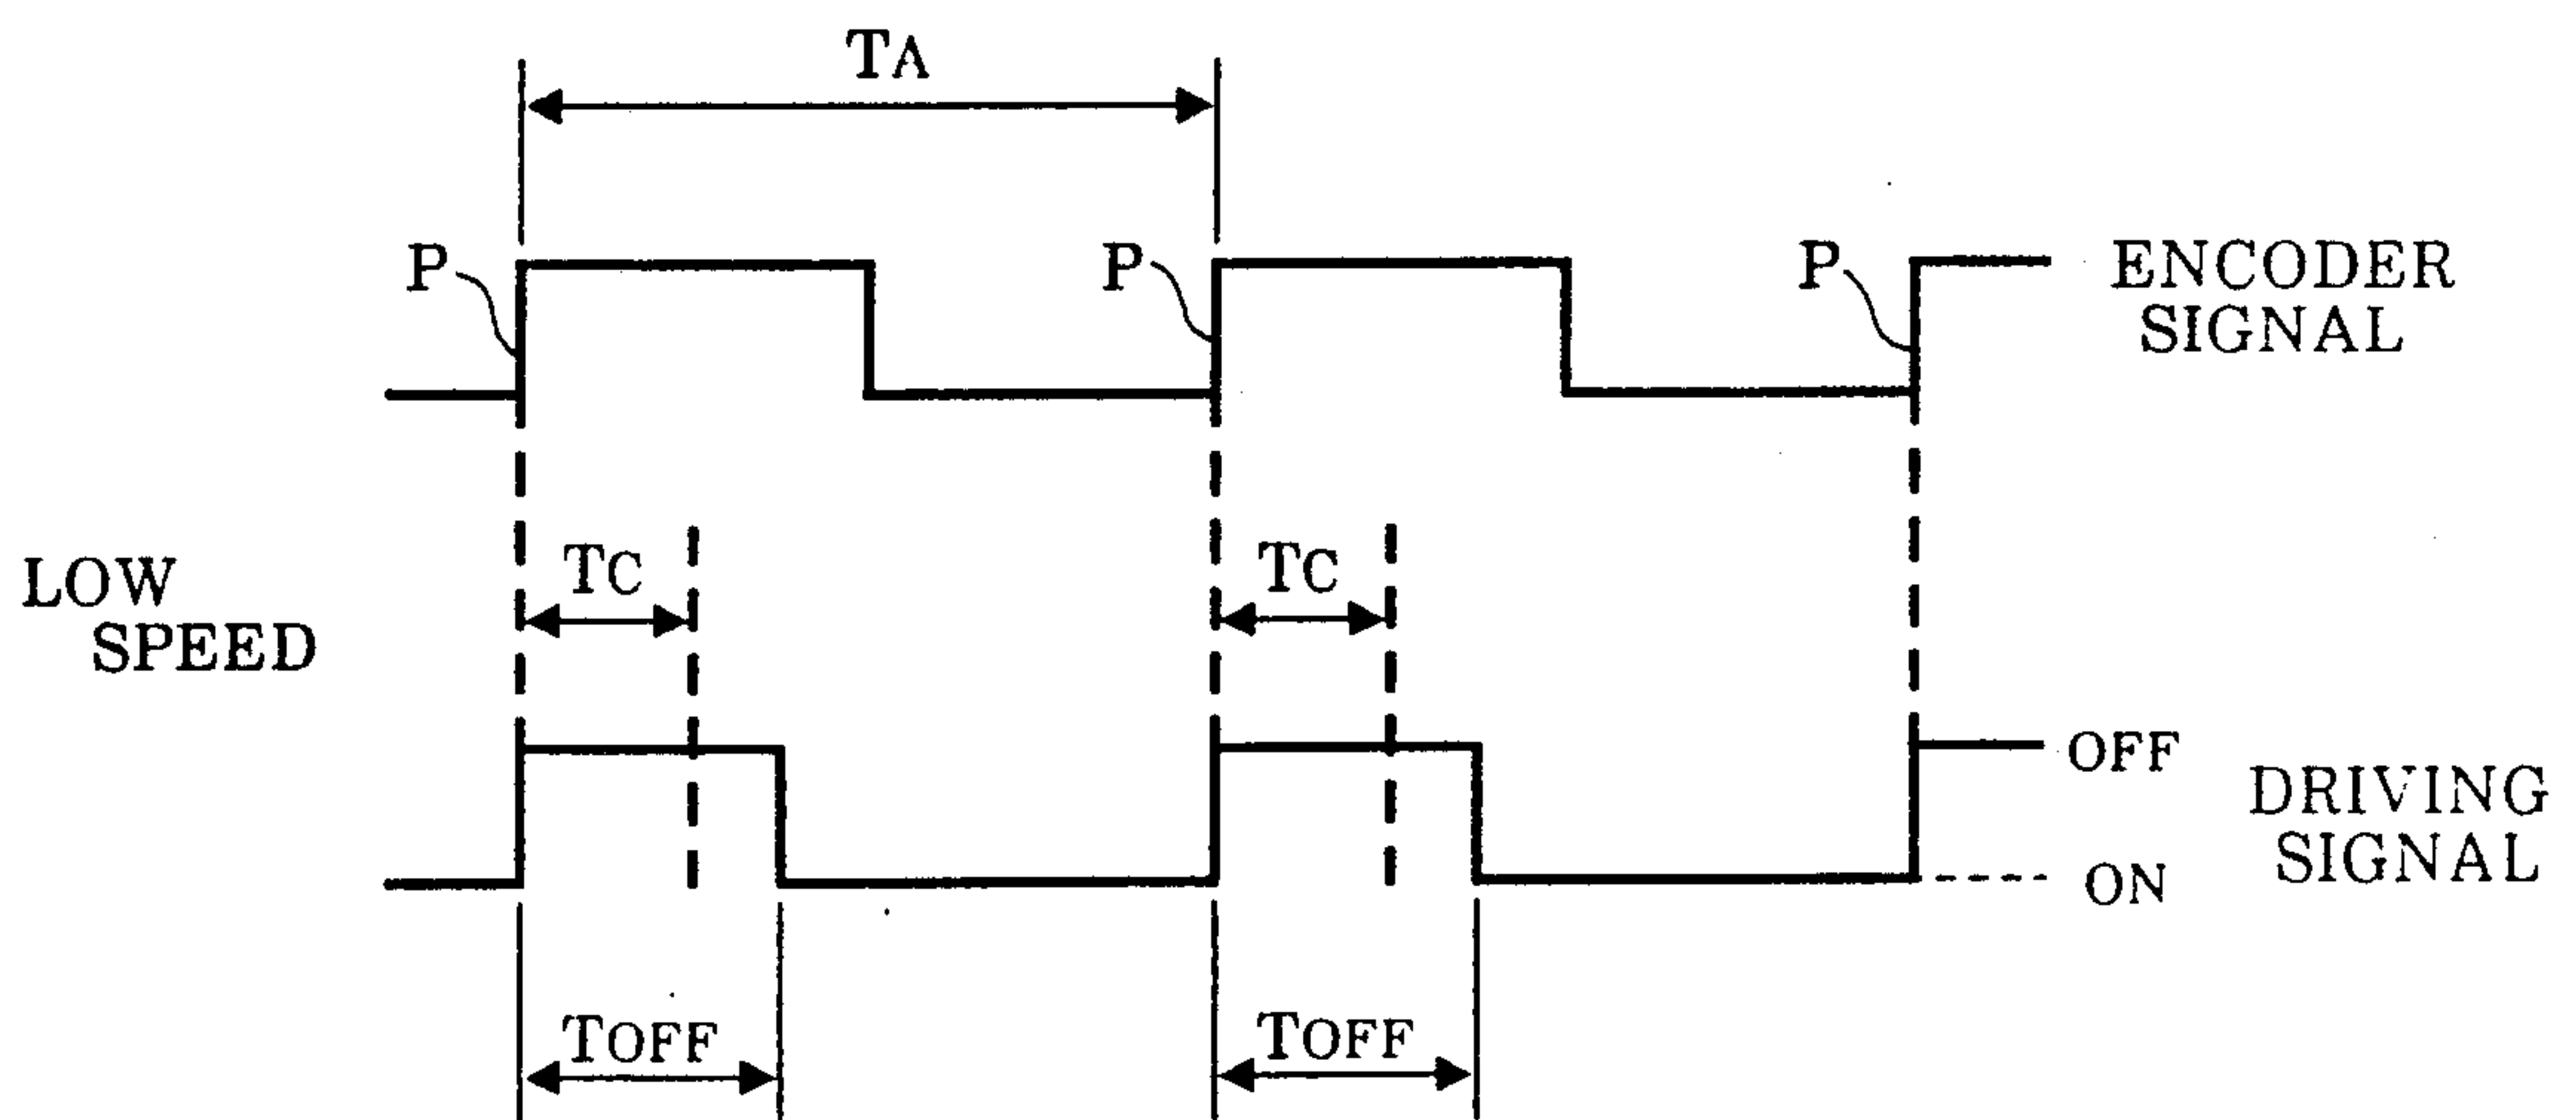 TA
P
P
P
ENCODER
SIGNAL
LOW
SPEED
TC
TC
OFF
ON
DRIVING
SIGNAL
TOFF
TOFF